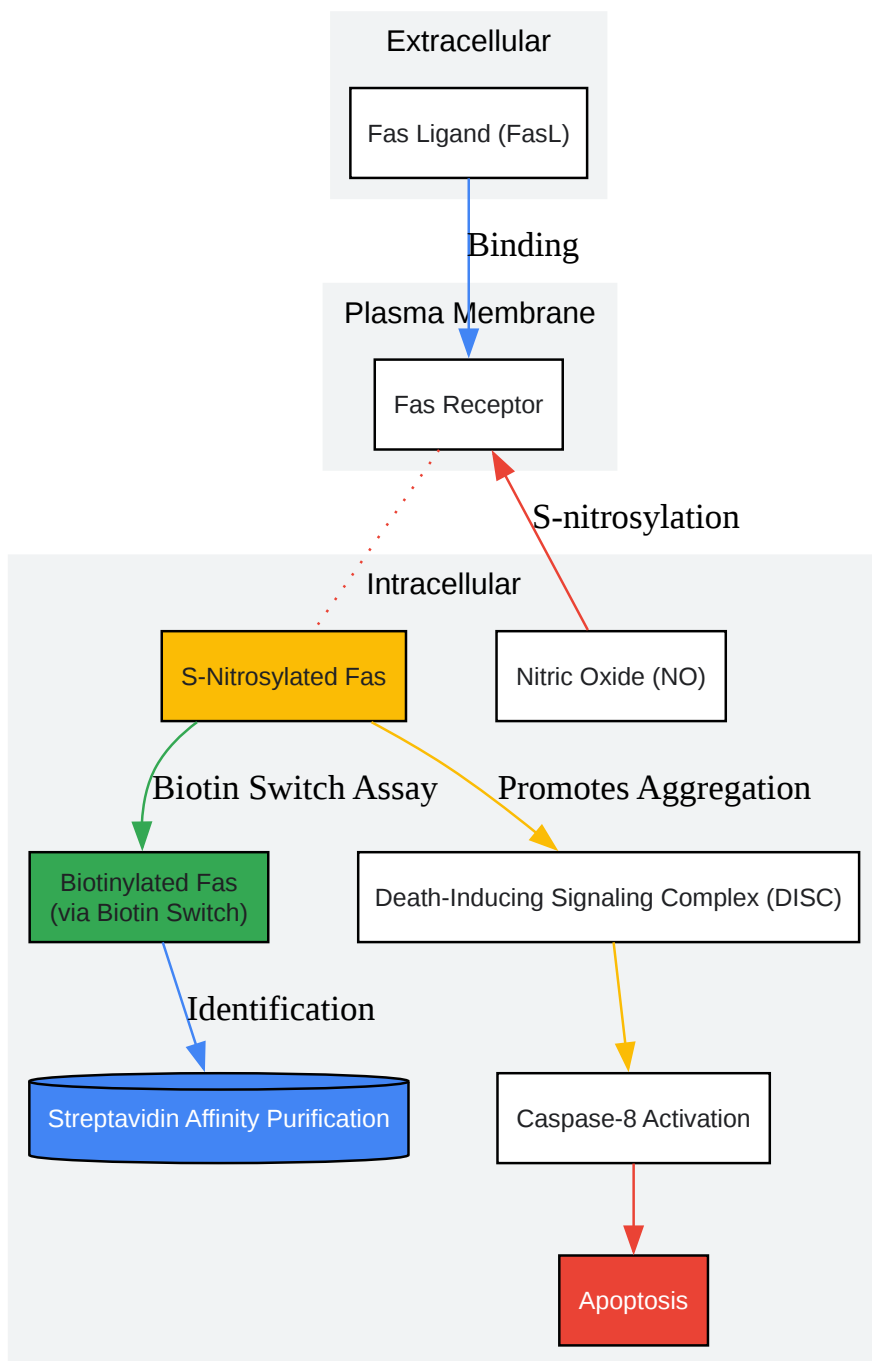 Extracellular
Fas Ligand (FasL)
Binding
Plasma Membrane
Fas Receptor
S-nitrosylation
Intracellular
S-Nitrosylated Fas
Nitric Oxide (NO)
Biotin Switch Assay
Promotes Aggregation
Biotinylated Fas
(via Biotin Switch)
Death-Inducing Signaling Complex (DISC)
Identification
Streptavidin Affinity Purification
Caspase-8 Activation
Apoptosis